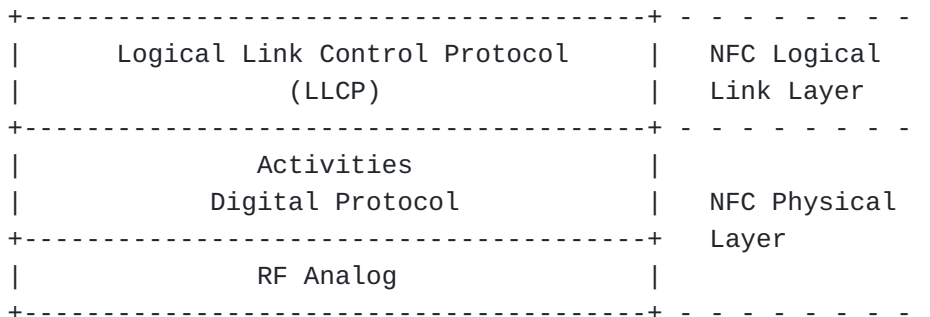 +----------------------------------------+ - - - - - - - -
|      Logical Link Control Protocol     |   NFC Logical
|                 (LLCP)                 |   Link Layer
+----------------------------------------+ - - - - - - - -
|               Activities               |
|            Digital Protocol            |   NFC Physical
+----------------------------------------+   Layer
|               RF Analog                |
+----------------------------------------+ - - - - - - - -